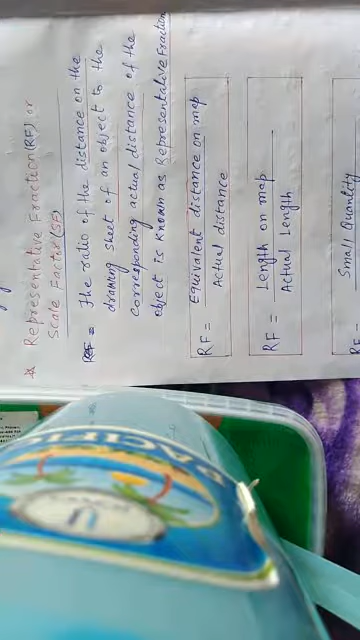 ☆ Representative Fraction (RF) or
Scale Factor (SF)
RF = The ratio of the distance on the
drawing sheet of an object to the
corresponding actual distance of the
object is known as Representative Fraction
RF = Equivalent distance on map
Actual distance
RF = Length on map
Actual Length
RF = Small Quantity
PACIFIC